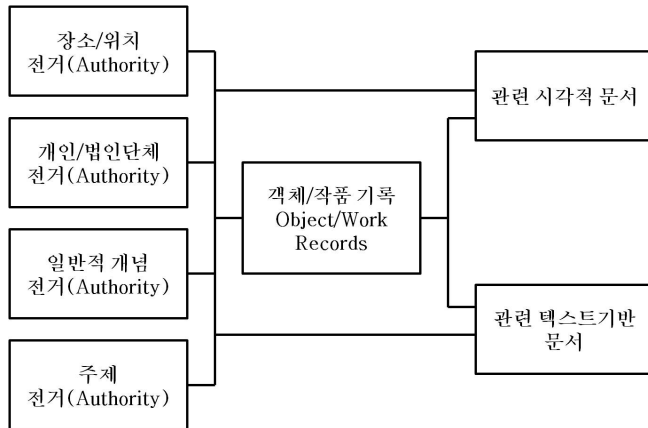 장소/위치
전거(Authority)
개인/법인단체
전거(Authority)
일반적 개념
전거(Authority)
주제
전거(Authority)
객체/작품 기록
Object/Work
Records
관련 시각적 문서
관련 텍스트기반
문서